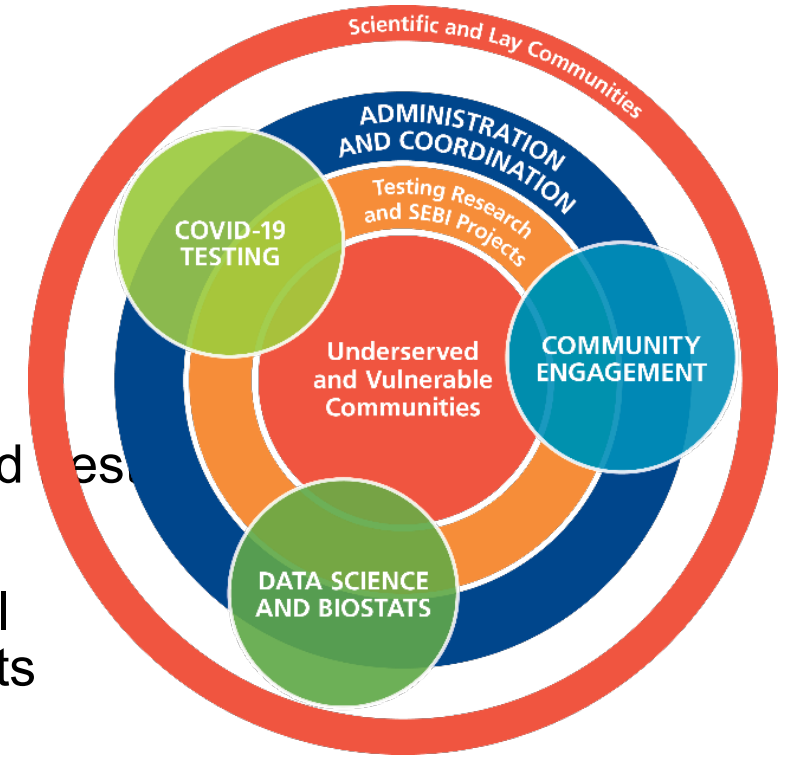 Scientific and Lay Communities
ADMINISTRATION
AND COORDINATION
Testing Research
and SEBI Projects
COVID-19
TESTING
Underserved
and Vulnerable
Communities
COMMUNITY
ENGAGEMENT
DATA SCIENCE
AND BIOSTATS